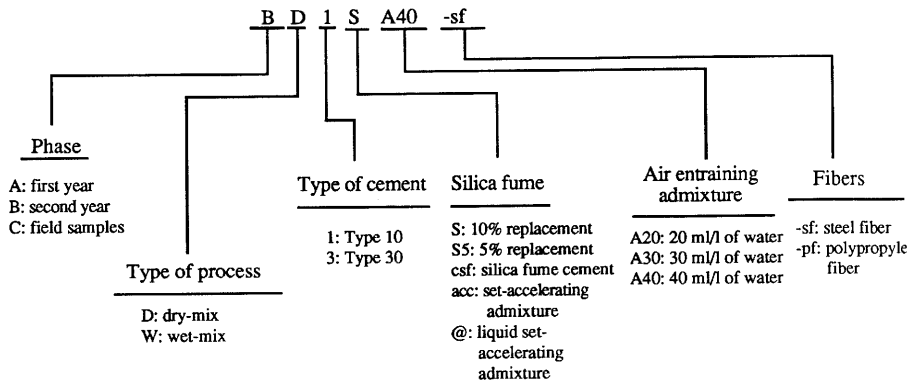 B D 1 S A40 -sf
Phase
A: first year
B: second year
C: field samples
Type of process
D: dry-mix
W: wet-mix
Type of cement
1: Type 10
3: Type 30
Silica fume
S: 10% replacement
S5: 5% replacement
csf: silica fume cement
acc: set-accelerating
admixture
@: liquid set-
accelerating
admixture
Air entraining
admixture
A20: 20 ml/l of water
A30: 30 ml/l of water
A40: 40 ml/l of water
Fibers
-sf: steel fiber
-pf: polypropyle
fiber